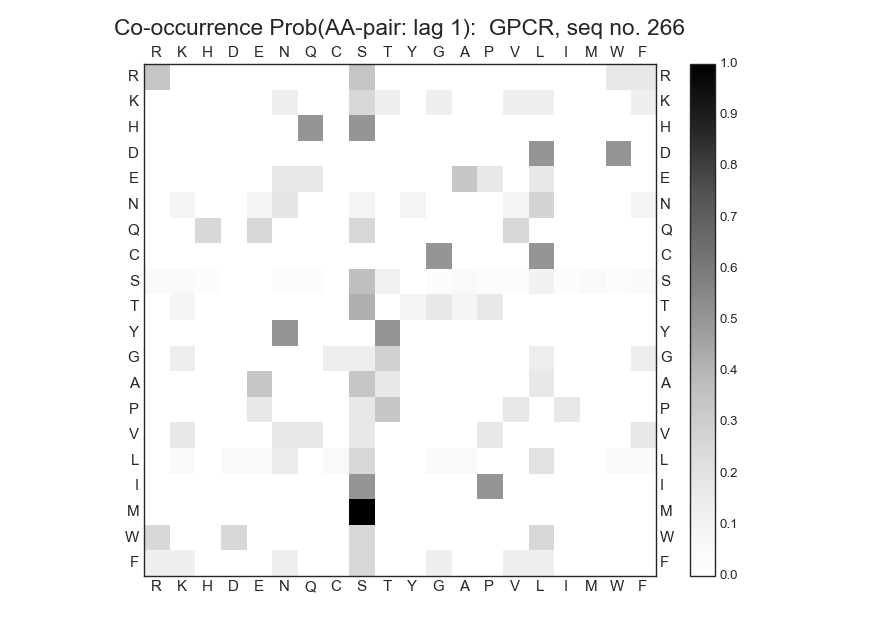 Co-occurrence Prob(AA-pair: lag 1):  GPCR, seq no. 266
R K H D E N Q C S T Y G A P V L I M W F
R R 1.0
K K 0.9
H H
D D 0.8
E E
N N 0.7
Q Q
C C 0.6
S S
T T 0.5
Y Y
G G 0.4
A A
P P 0.3
V V
L L 0.2
I I
M M 0.1
W W
F F 0.0
R K H D E N Q C S T Y G A P V L I M W F